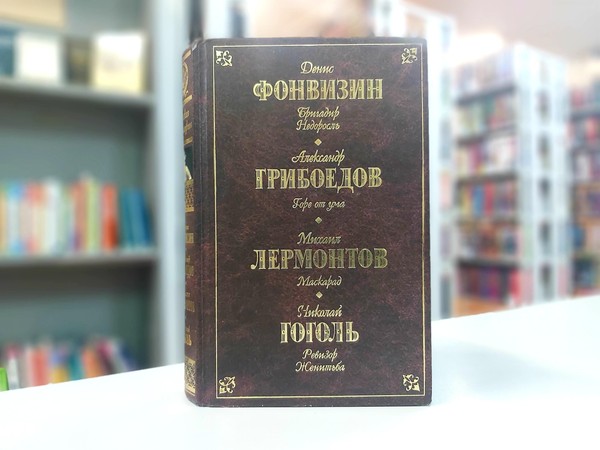 Денис
ФОНВИЗИН
Бригадир
Недоросль
Александр
ГРИБОЕДОВ
Горе от ума
Михаил
ЛЕРМОНТОВ
Маскарад
Николай
ГОГОЛЬ
Ревизор
Женитьба